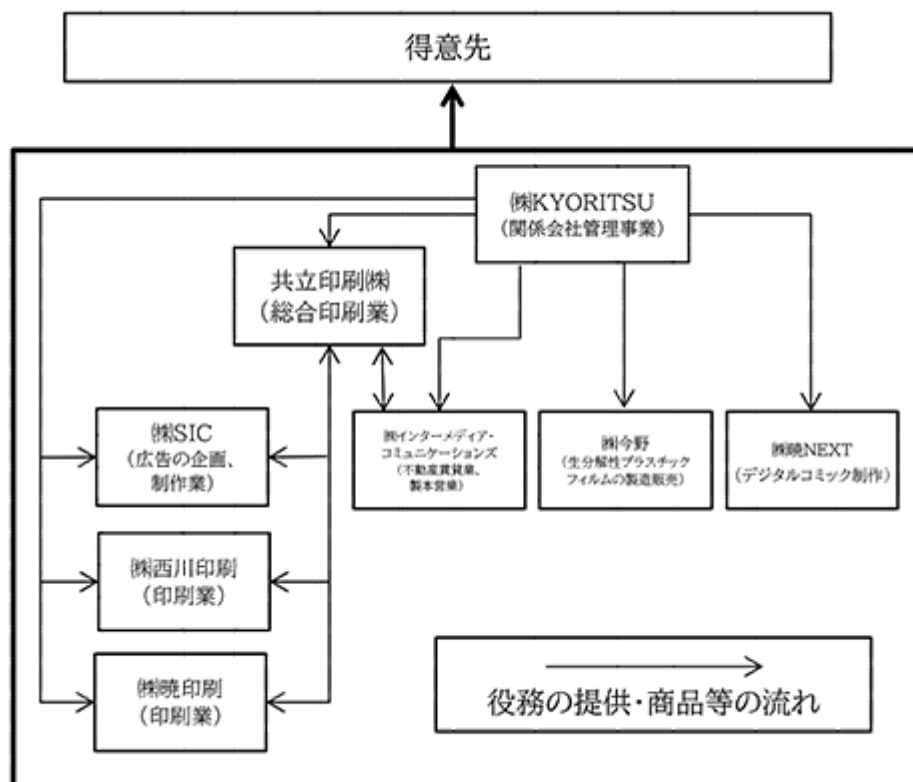 得意先
㈱KYORITSU
(関係会社管理事業)
共立印刷㈱
(総合印刷業)
㈱SIC
(広告の企画、
制作業)
㈱インターメディア・
コミュニケーションズ
(不動産賃貸業、
製本営業)
㈱今野
(生分解性プラスチック
フィルムの製造販売)
㈱暁NEXT
(デジタルコミック制作)
㈱西川印刷
(印刷業)
㈱暁印刷
(印刷業)
役務の提供・商品等の流れ